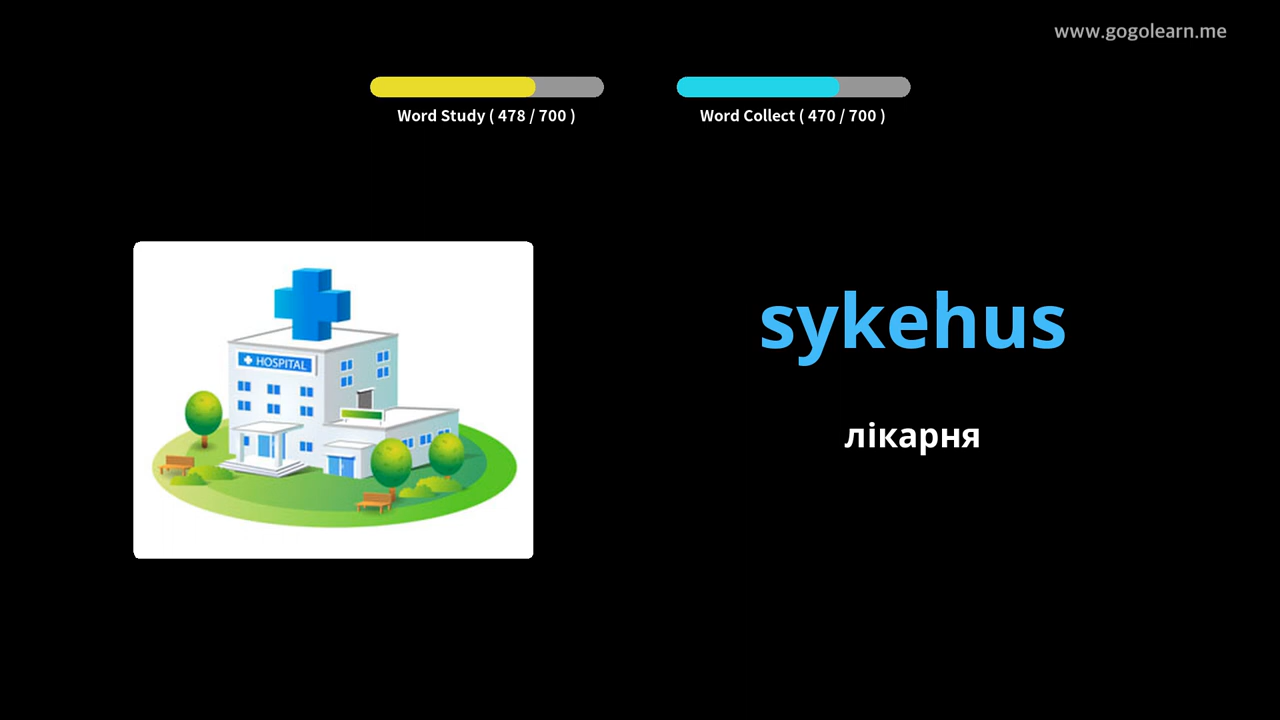 www.gogolearn.me
Word Study ( 478 / 700 )
Word Collect ( 470 / 700 )
HOSPITAL
sykehus
лікарня